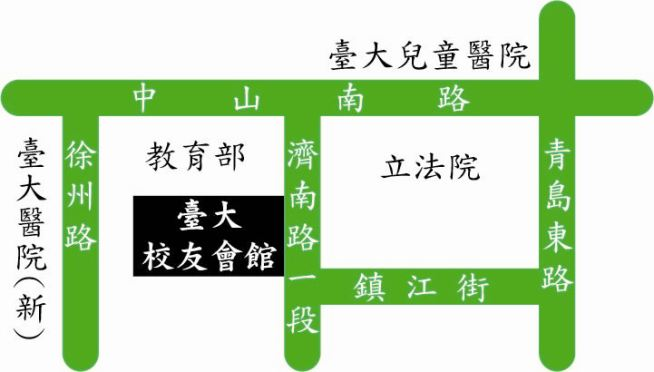 臺大兒童醫院
中山南路
臺大醫院(新)
徐州路
教育部
濟南路一段
立法院
青島東路
臺大
校友會館
鎮江街